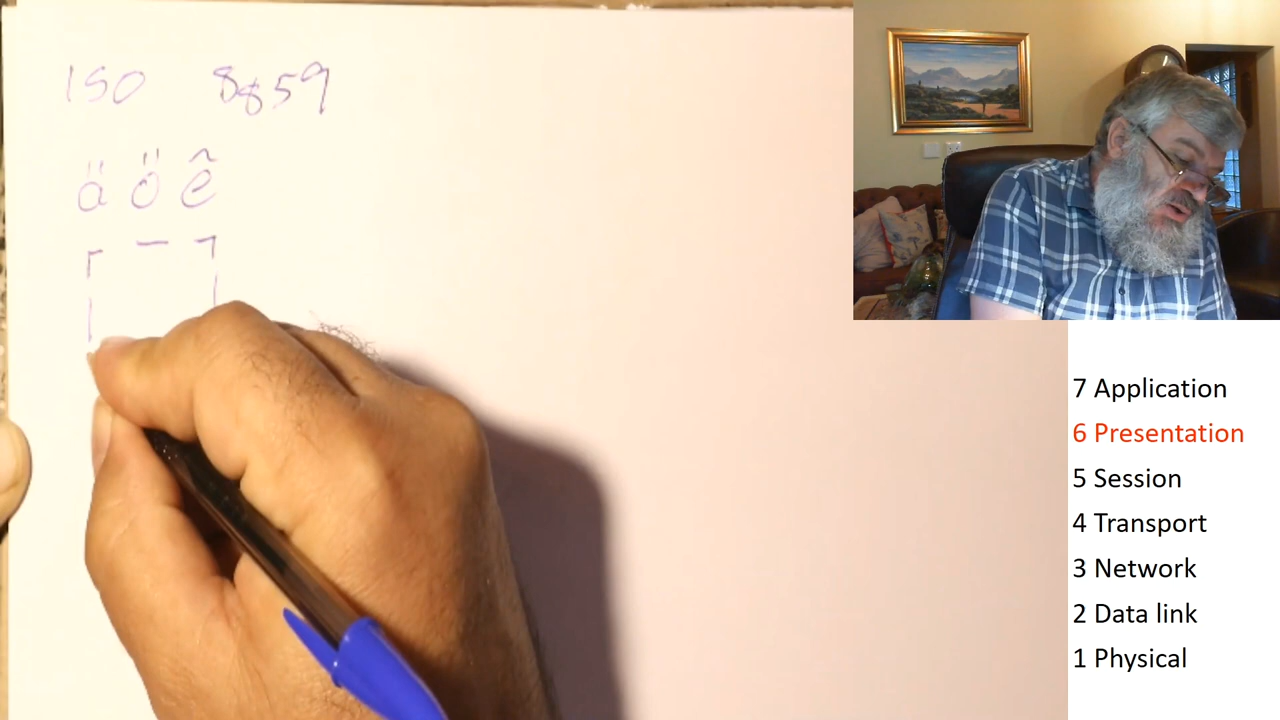 ISO 8859
ä ö ê
7 Application
6 Presentation
5 Session
4 Transport
3 Network
2 Data link
1 Physical